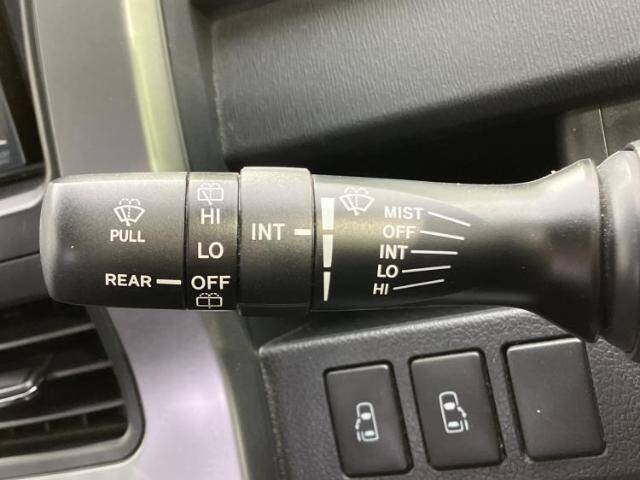 PULL
REAR
HI
LO
OFF
INT
MIST
OFF
INT
LO
HI